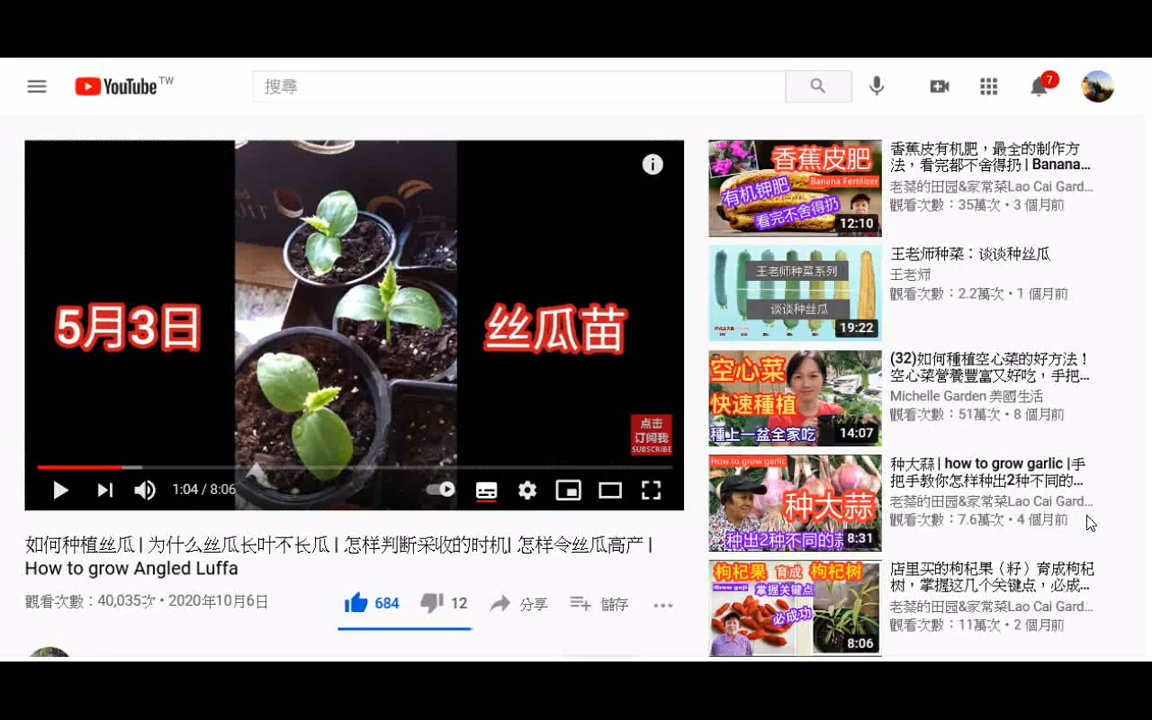 YouTube TW
搜尋
7
5月3日
丝瓜苗
点击
订阅我
SUBSCRIBE
1:04 / 8:06
如何种植丝瓜 | 为什么丝瓜长叶不长瓜 | 怎样判断采收的时机| 怎样令丝瓜高产 |
How to grow Angled Luffa
觀看次數：40,035次 • 2020年10月6日
684
12
分享
儲存
香蕉皮肥
Banana Fertilizer
有机钾肥
看完不舍得扔
12:10
香蕉皮有机肥，最全的制作方
法，看完都不舍得扔 | Banana...
老蔡的田园&家常菜Lao Cai Gard...
觀看次數：35萬次 • 3 個月前
王老师种菜系列
谈谈种丝瓜
19:22
王老师种菜：谈谈种丝瓜
王老师
觀看次數：2.2萬次 • 1 個月前
空心菜
快速種植
種上一盆全家吃
14:07
(32)如何種植空心菜的好方法！
空心菜營養豐富又好吃，手把...
Michelle Garden 美國生活
觀看次數：51萬次 • 8 個月前
How to grow garlic
种大蒜
种出2种不同的蒜
8:31
种大蒜 | how to grow garlic |手
把手教你怎样种出2种不同的...
老蔡的田园&家常菜Lao Cai Gard...
觀看次數：7.6萬次 • 4 個月前
枸杞果 育成 枸杞树
掌握关键点
必成功
8:06
店里买的枸杞果（籽）育成枸杞
树，掌握这几个关键点，必成...
老蔡的田园&家常菜Lao Cai Gard...
觀看次數：11萬次 • 2 個月前